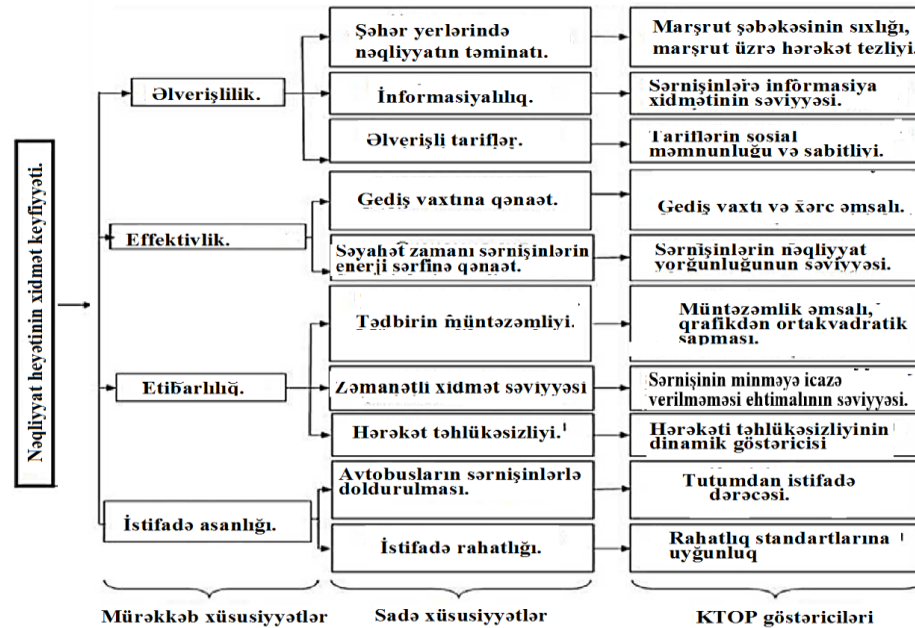 Nəqliyyat heyətinin xidmət keyfiyyəti.
Əlverişlilik.
Şəhər yerlərində
nəqliyyatın təminatı.
Marşrut şəbəkəsinin sıxlığı,
marşrut üzrə hərəkət tezliyi.
İnformasiyalılıq.
Sərnişinlərə informasiya
xidmətinin səviyyəsi.
Əlverişli tariflər.
Tariflərin sosial
məmnunluğu və sabitliyi.
Effektivlik.
Gediş vaxtına qənaət.
Gediş vaxtı və xərc əmsalı.
Səyahət zamanı sərnişinlərin
enerji sərfinə qənaət.
Sərnişinlərin nəqliyyat
yorğunluğunun səviyyəsi.
Etibarlılıq.
Tədbirin müntəzəmliyi.
Müntəzəmlik əmsalı,
qrafikdən ortakvadratik
sapması.
Zəmanətli xidmət səviyyəsi
Sərnişinin minməyə icazə
verilməməsi ehtimalının səviyyəsi.
Hərəkət təhlükəsizliyi.
Hərəkəti təhlükəsizliyinin
dinamik göstəricisi
İstifadə asanlığı.
Avtobusların sərnişinlərlə
doldurulması.
Tutumdan istifadə
dərəcəsi.
İstifadə rahatlığı.
Rahatlıq standartlarına
uyğunluq
Mürəkkəb xüsusiyyətlər
Sadə xüsusiyyətlər
KTOP göstəriciləri